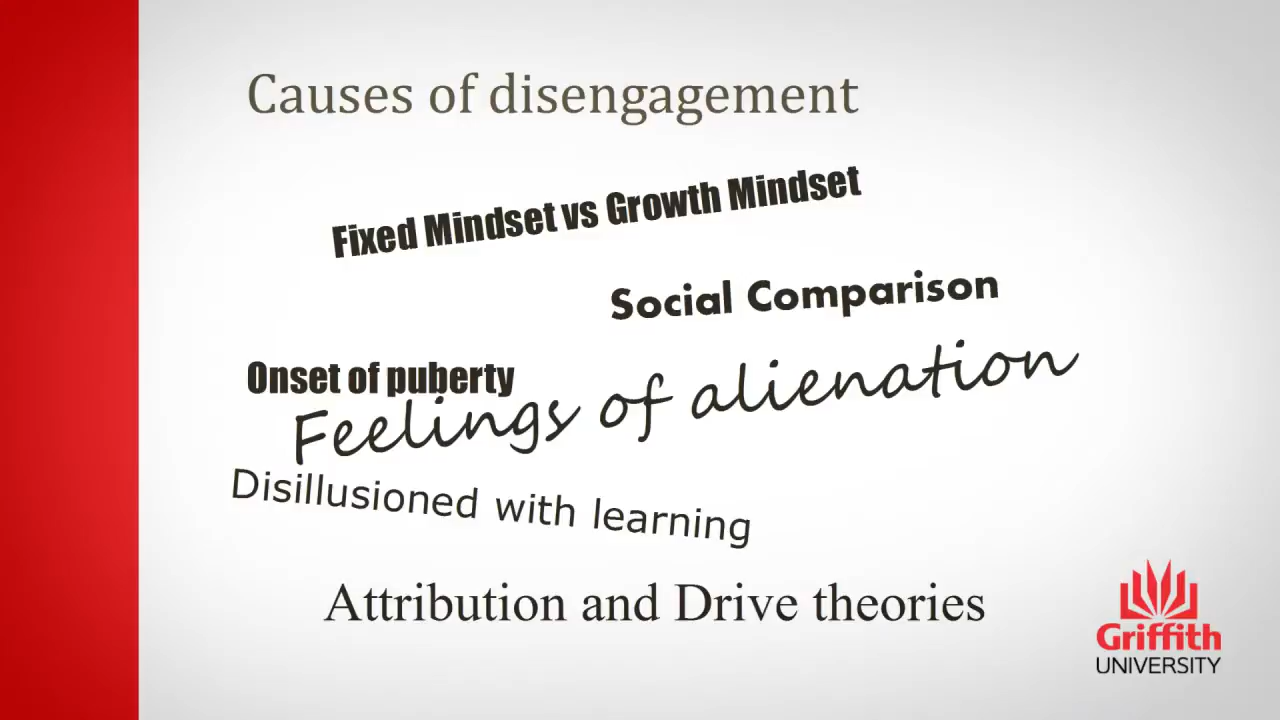 Causes of disengagement
Fixed Mindset vs Growth Mindset
Social Comparison
Onset of puberty
Feelings of alienation
Disillusioned with learning
Attribution and Drive theories
Griffith
UNIVERSITY